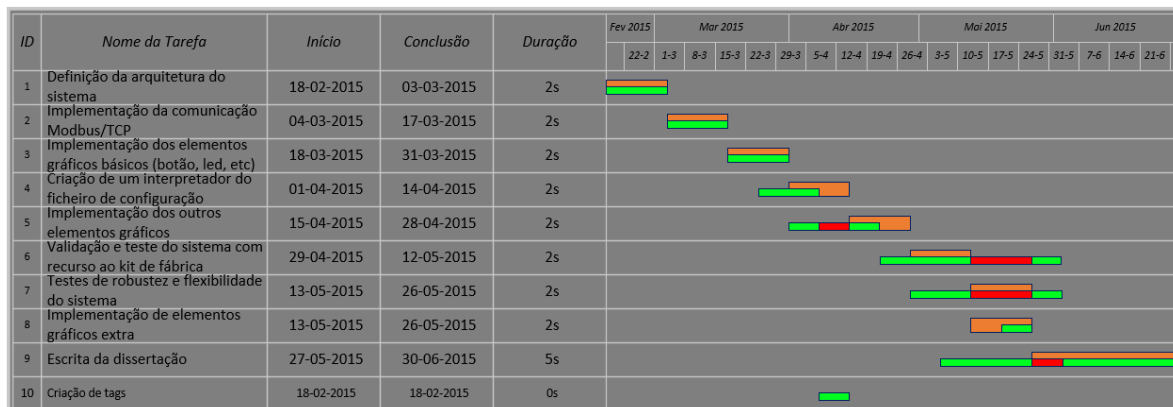 ID Nome da Tarefa Início Conclusão Duração Fev 2015 Mar 2015 Abr 2015 Mai 2015 Jun 2015
22-2 1-3 8-3 15-3 22-3 29-3 5-4 12-4 19-4 26-4 3-5 10-5 17-5 24-5 31-5 7-6 14-6 21-6
1 Definição da arquitetura do sistema 18-02-2015 03-03-2015 2s
2 Implementação da comunicação Modbus/TCP 04-03-2015 17-03-2015 2s
3 Implementação dos elementos gráficos básicos (botão, led, etc) 18-03-2015 31-03-2015 2s
4 Criação de um interpretador do ficheiro de configuração 01-04-2015 14-04-2015 2s
5 Implementação dos outros elementos gráficos 15-04-2015 28-04-2015 2s
6 Validação e teste do sistema com recurso ao kit de fábrica 29-04-2015 12-05-2015 2s
7 Testes de robustez e flexibilidade do sistema 13-05-2015 26-05-2015 2s
8 Implementação de elementos gráficos extra 13-05-2015 26-05-2015 2s
9 Escrita da dissertação 27-05-2015 30-06-2015 5s
10 Criação de tags 18-02-2015 18-02-2015 0s